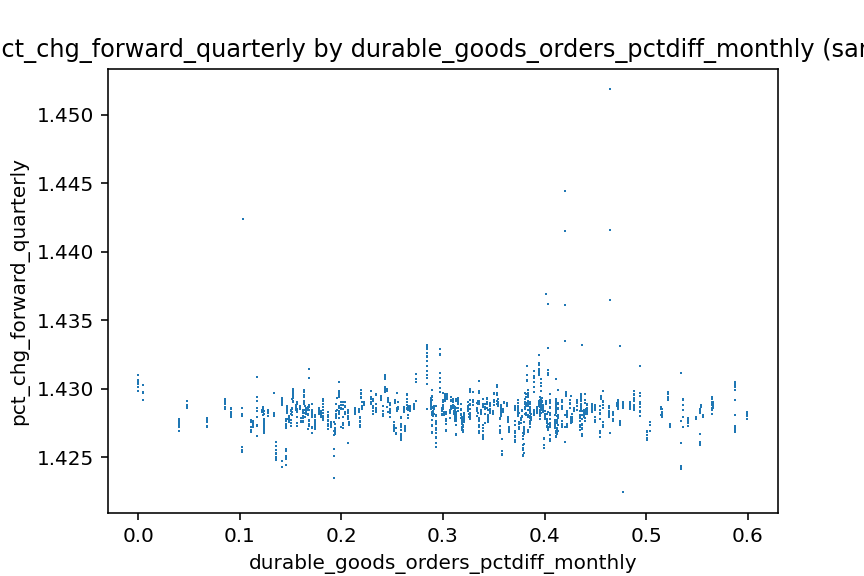 ct_chg_forward_quarterly by durable_goods_orders_pctdiff_monthly (sar
1.450
1.445
1.440
1.435
1.430
1.425
pct_chg_forward_quarterly
0.0 0.1 0.2 0.3 0.4 0.5 0.6
durable_goods_orders_pctdiff_monthly